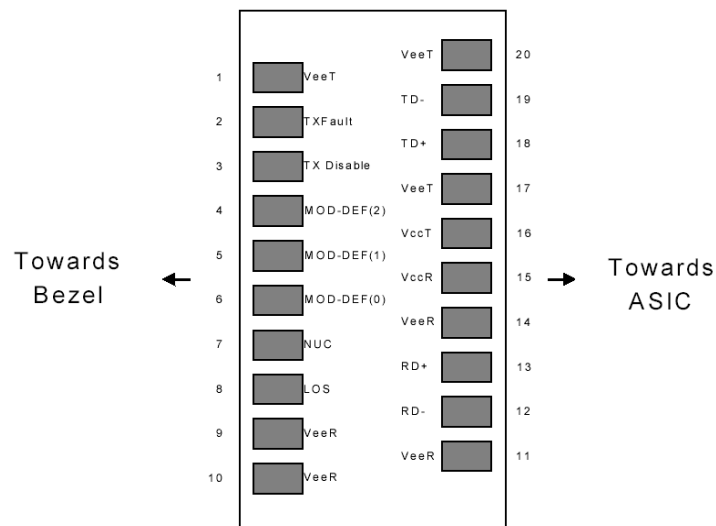 VeeT 20
1 VeeT
TD- 19
2 TXFault
TD+ 18
3 TX Disable
VeeT 17
4 MOD-DEF(2)
VccT 16
5 MOD-DEF(1)
Towards
Bezel
VccR 15
Towards
ASIC
6 MOD-DEF(0)
VeeR 14
7 NUC
RD+ 13
8 LOS
RD- 12
9 VeeR
VeeR 11
10 VeeR